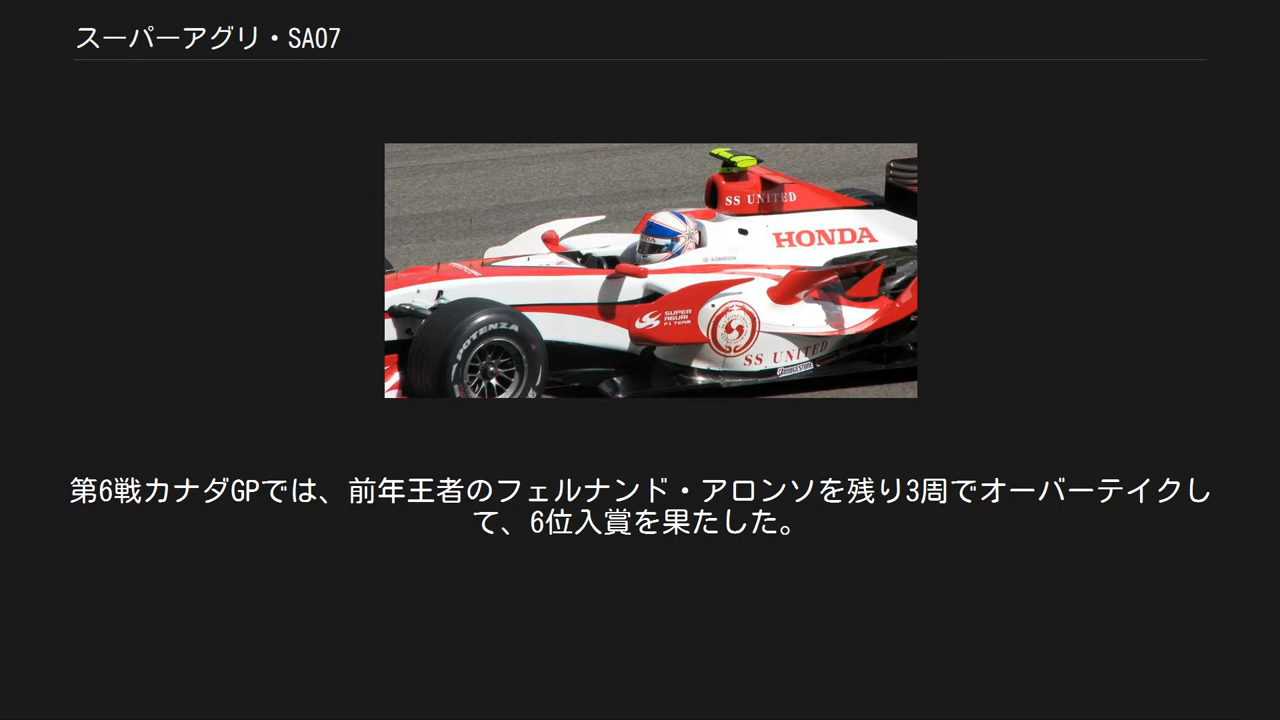 スーパーアグリ・SA07
SS UNITED
HONDA
A.DAVIDSON
SUPER
AGURI
F1 TEAM
POTENZA
SS UNITED
BRIDGESTONE
第6戦カナダGPでは、前年王者のフェルナンド・アロンソを残り3周でオーバーテイクし
て、6位入賞を果たした。